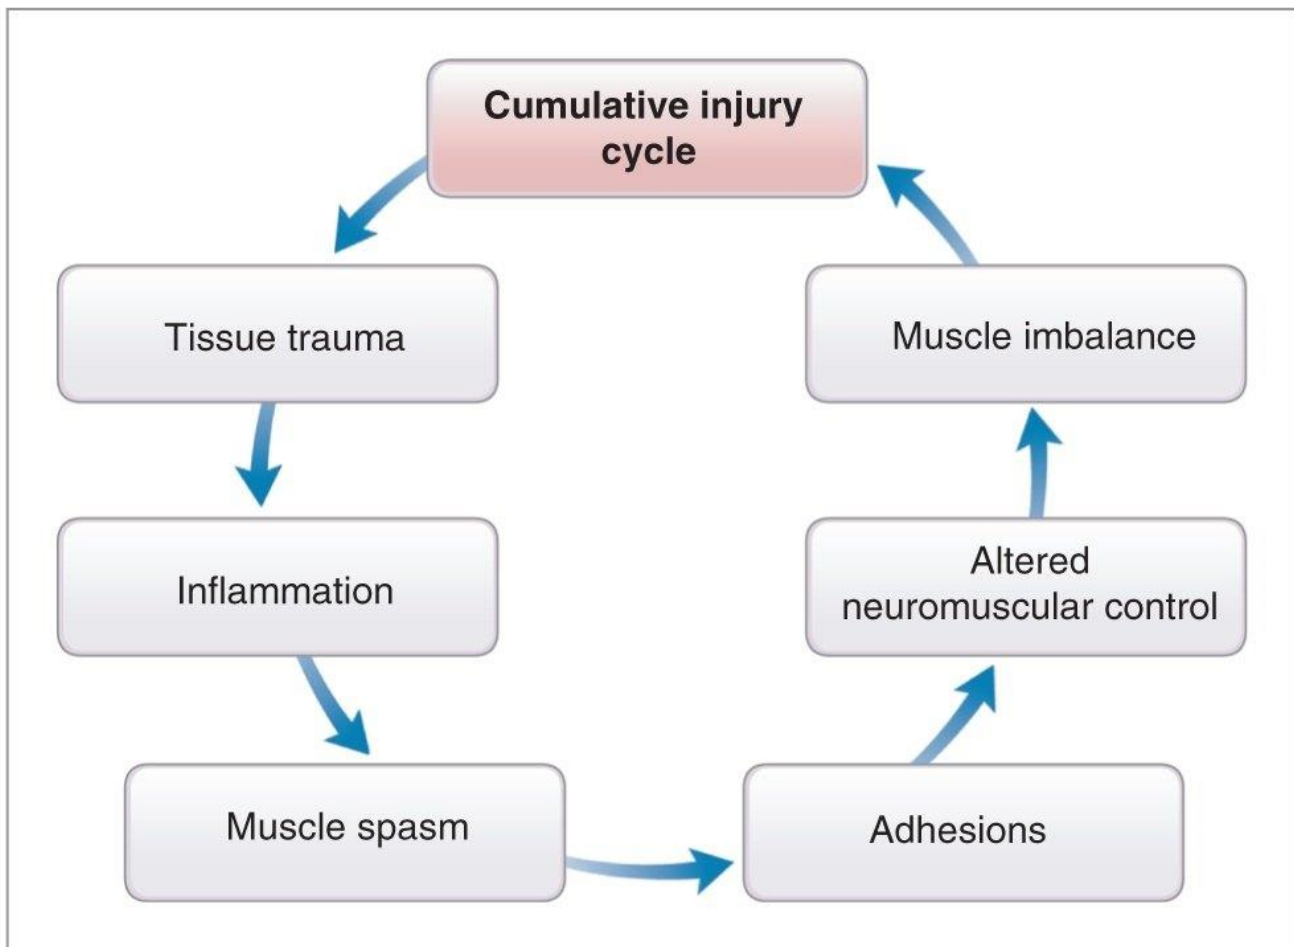 Cumulative injury
cycle
Tissue trauma
Muscle imbalance
Inflammation
Altered
neuromuscular control
Muscle spasm
Adhesions